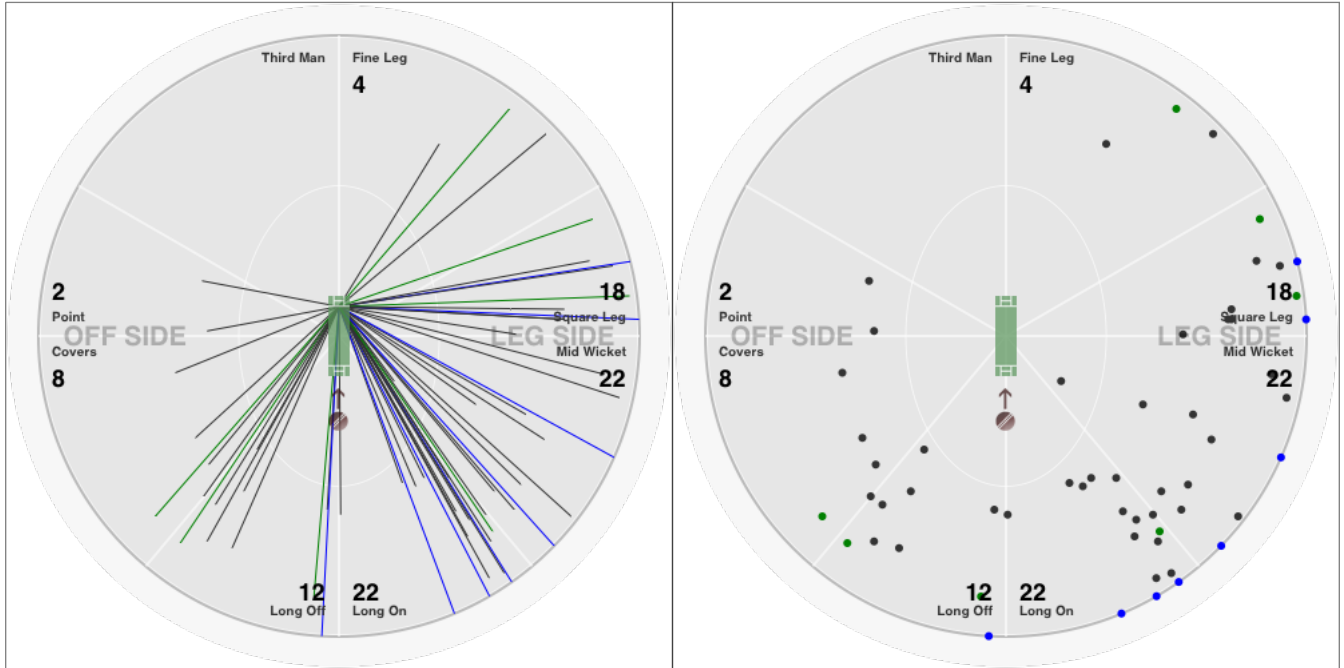 Third Man Fine Leg
4
2
Point
OFF SIDE
Covers
8
18
Square Leg
LEG SIDE
Mid Wicket
22
12
Long Off
22
Long On
Third Man Fine Leg
4
2
Point
OFF SIDE
Covers
8
18
Square Leg
LEG SIDE
Mid Wicket
22
12
Long Off
22
Long On